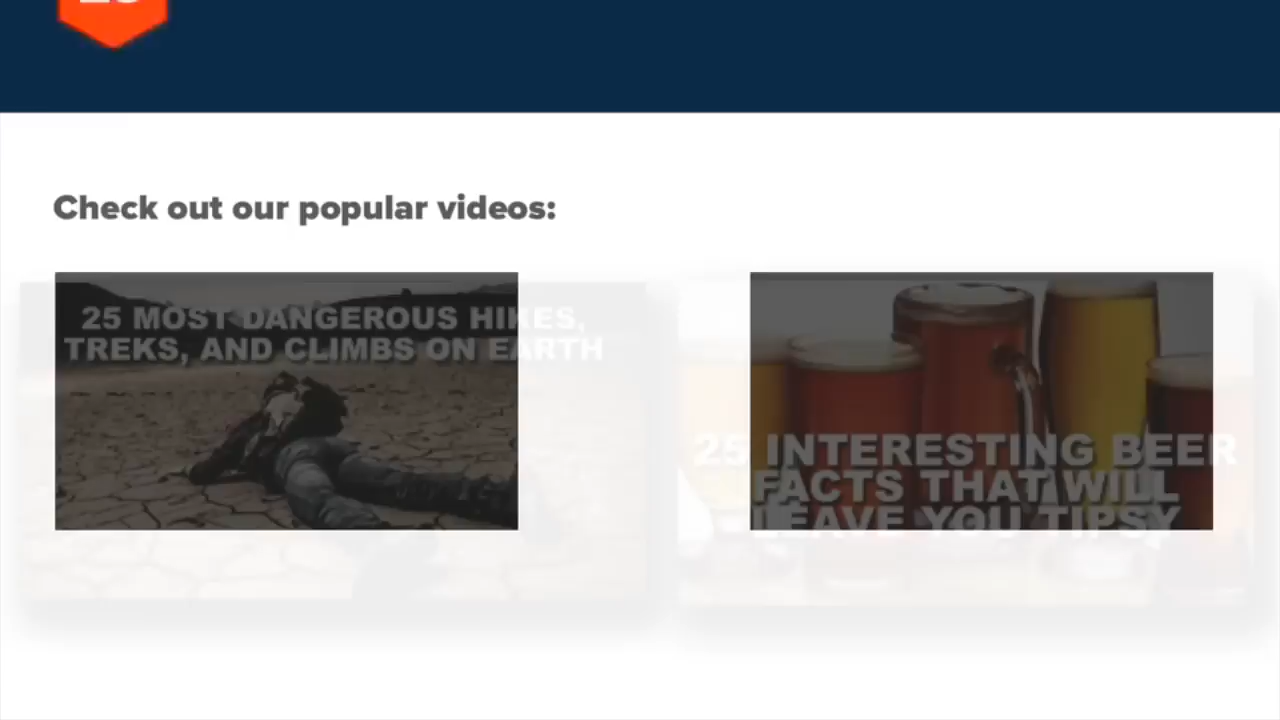 Check out our popular videos:
25 MOST DANGEROUS HIKES,
TREKS, AND CLIMBS ON EARTH
25 INTERESTING BEER
FACTS THAT WILL
LEAVE YOU TIPSY